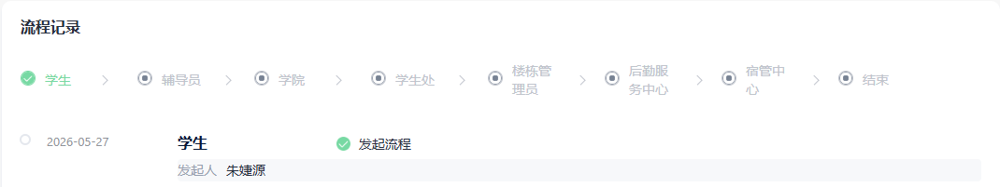 流程记录
学生 辅导员 学院 学生处 楼栋管理员 后勤服务中心 宿管中心 结束
2026-05-27 学生 发起流程
发起人 朱婕源